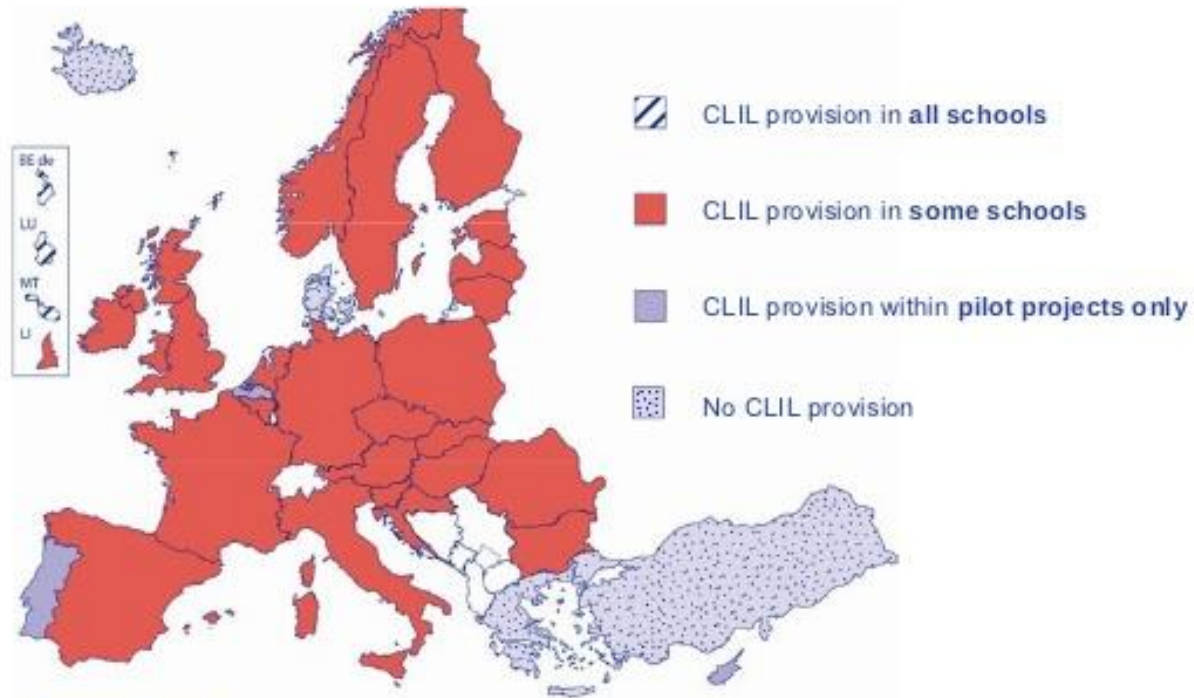 BE de
LU
MT
LI
CLIL provision in all schools
CLIL provision in some schools
CLIL provision within pilot projects only
No CLIL provision